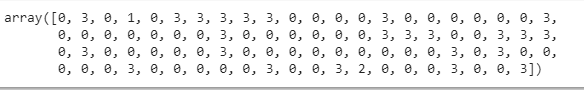 array([0, 3, 0, 1, 0, 3, 3, 3, 3, 3, 0, 0, 0, 0, 3, 0, 0, 0, 0, 0, 0, 3,
0, 0, 0, 0, 0, 0, 0, 3, 0, 0, 0, 0, 0, 0, 3, 3, 3, 0, 0, 3, 3, 3,
0, 3, 0, 0, 0, 0, 0, 3, 0, 0, 0, 0, 0, 0, 0, 0, 0, 3, 0, 3, 0, 0,
0, 0, 0, 3, 0, 0, 0, 0, 0, 3, 0, 0, 3, 2, 0, 0, 0, 3, 0, 0, 3])